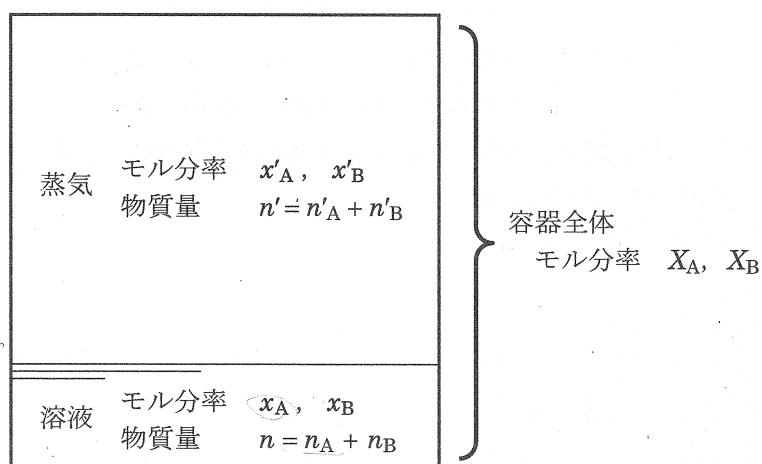 蒸気 モル分率 x′A, x′B
物質量 n′ = n′A + n′B
容器全体
モル分率 XA, XB
溶液 モル分率 xA, xB
物質量 n = nA + nB